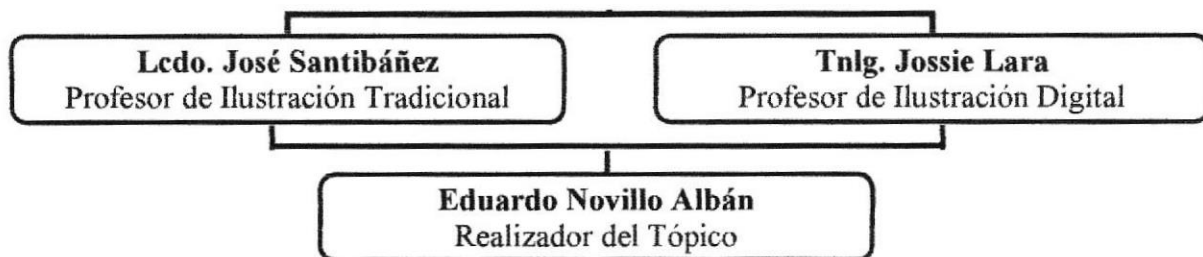 Lcdo. José Santibáñez
Profesor de Ilustración Tradicional
Tnlg. Jossie Lara
Profesor de Ilustración Digital
Eduardo Novillo Albán
Realizador del Tópico